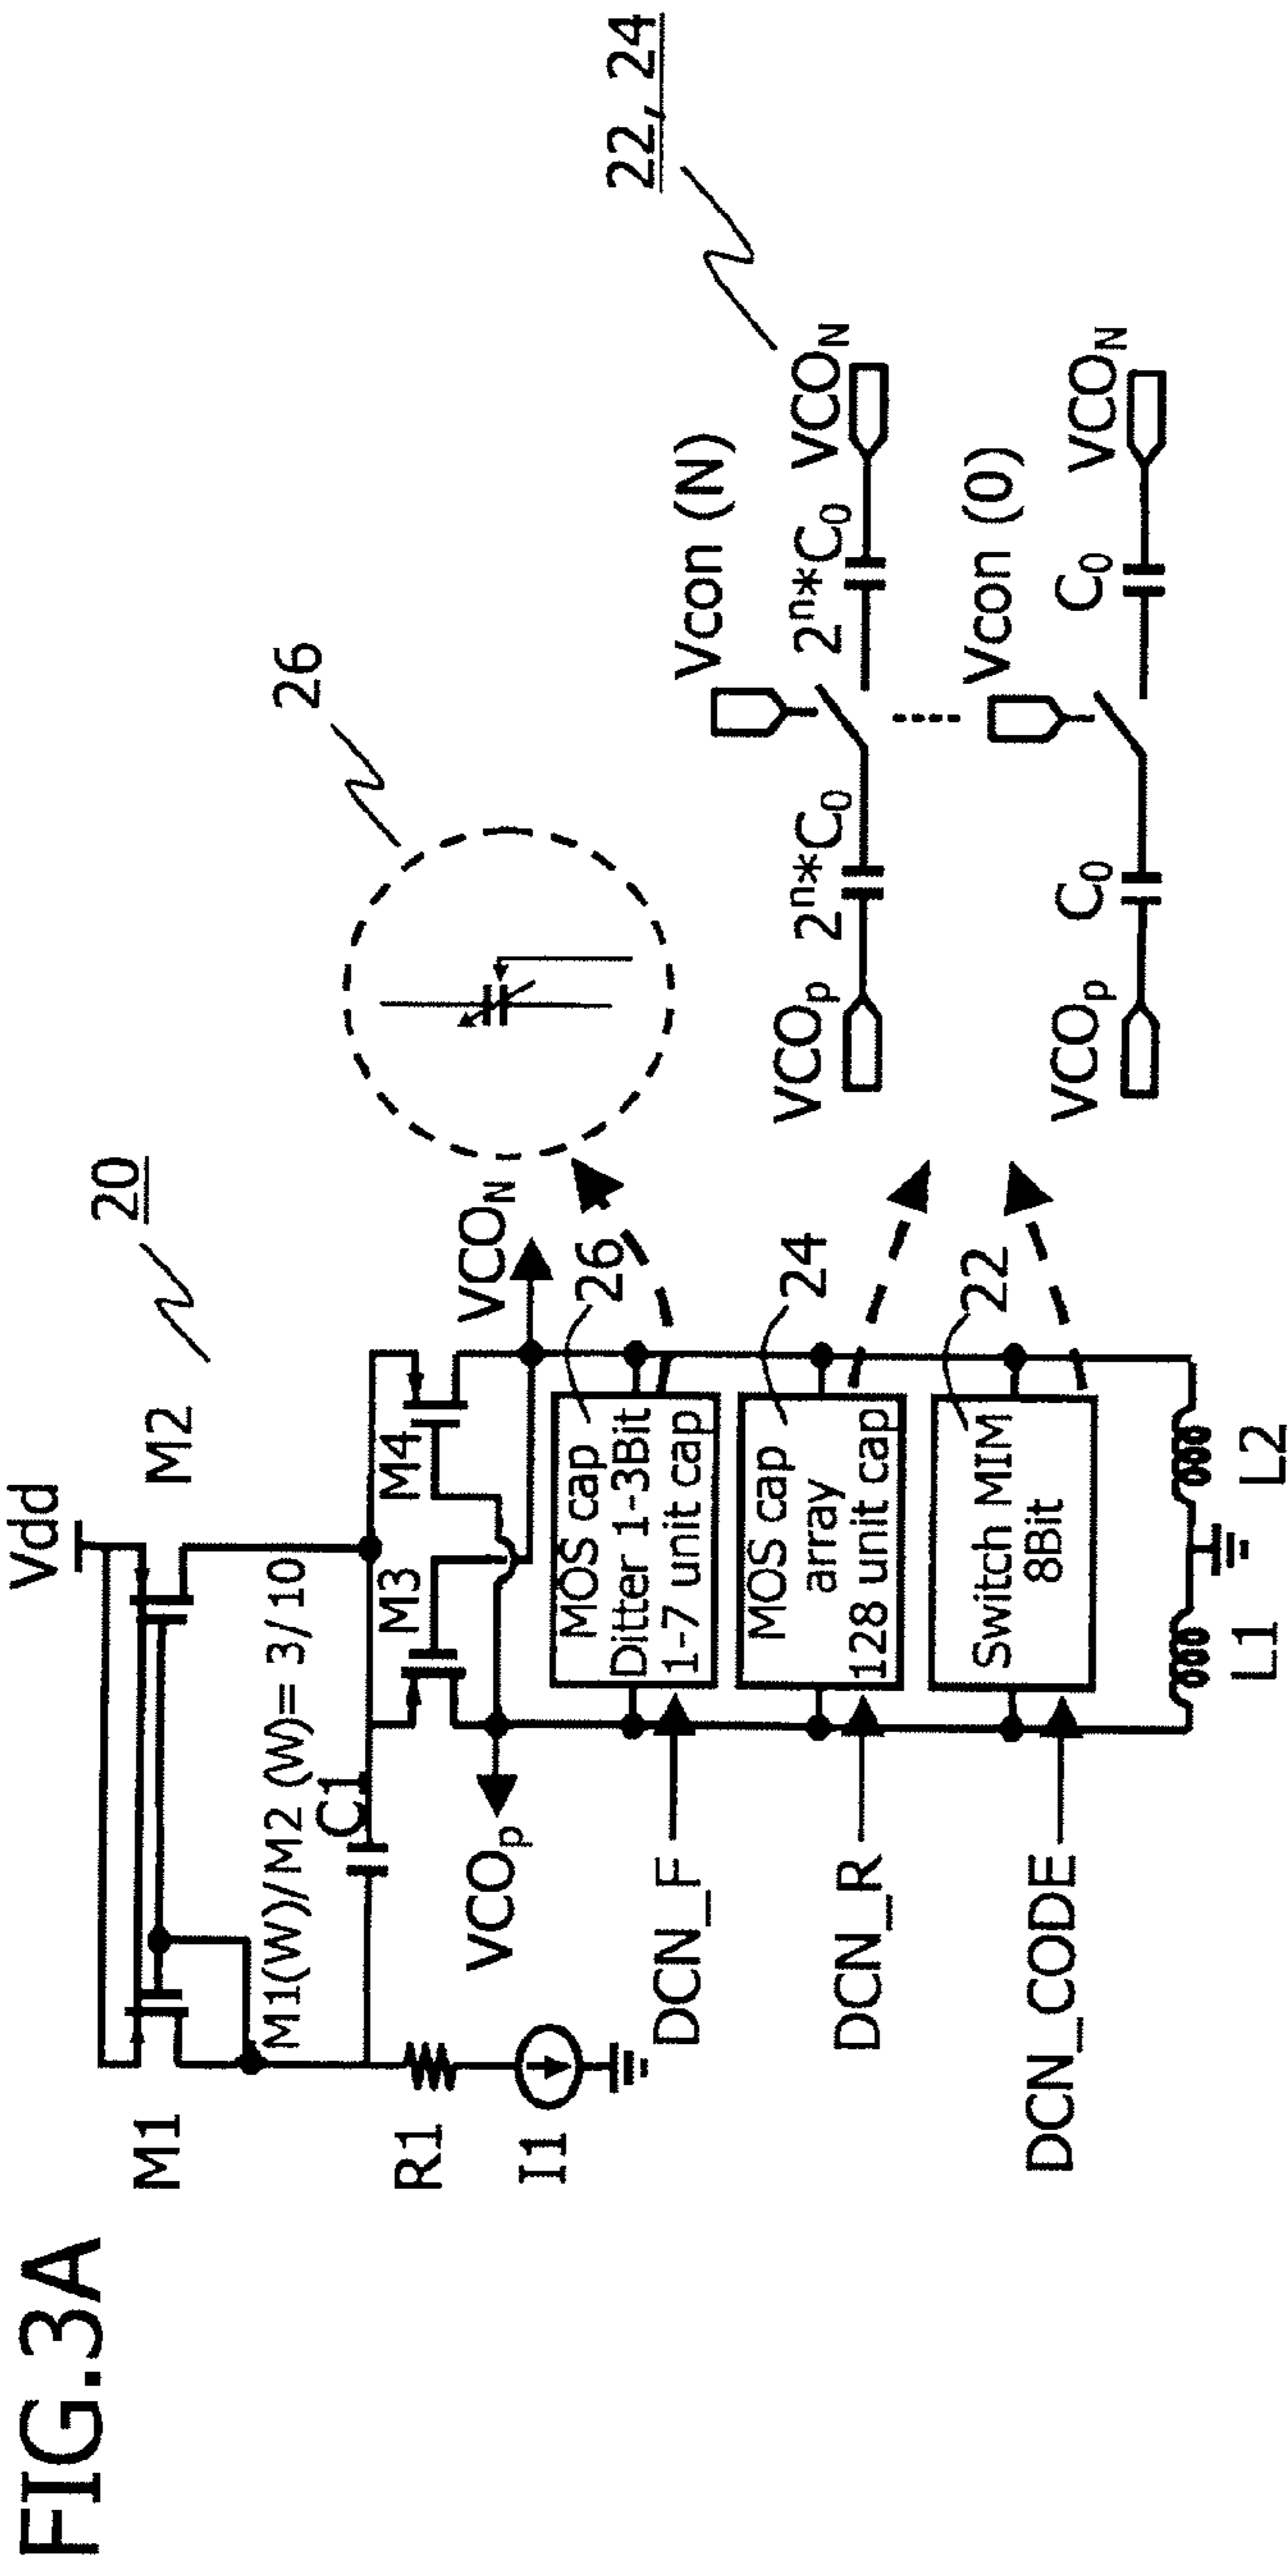 FIG.3A
Vdd
20
M1
M2
M1(W)/M2 (W)= 3/10
C1
R1
I1
M3
M4
VCOp
VCON
26
26
MOS cap
Ditter 1-3Bit
1-7 unit cap
DCN_F
24
MOS cap
array
128 unit cap
DCN_R
22
Switch MIM
8Bit
DCN_CODE
L1
L2
22, 24
Vcon (N)
VCOp
2ⁿ*C₀
2ⁿ*C₀
VCON
Vcon (0)
VCOp
C₀
C₀
VCON